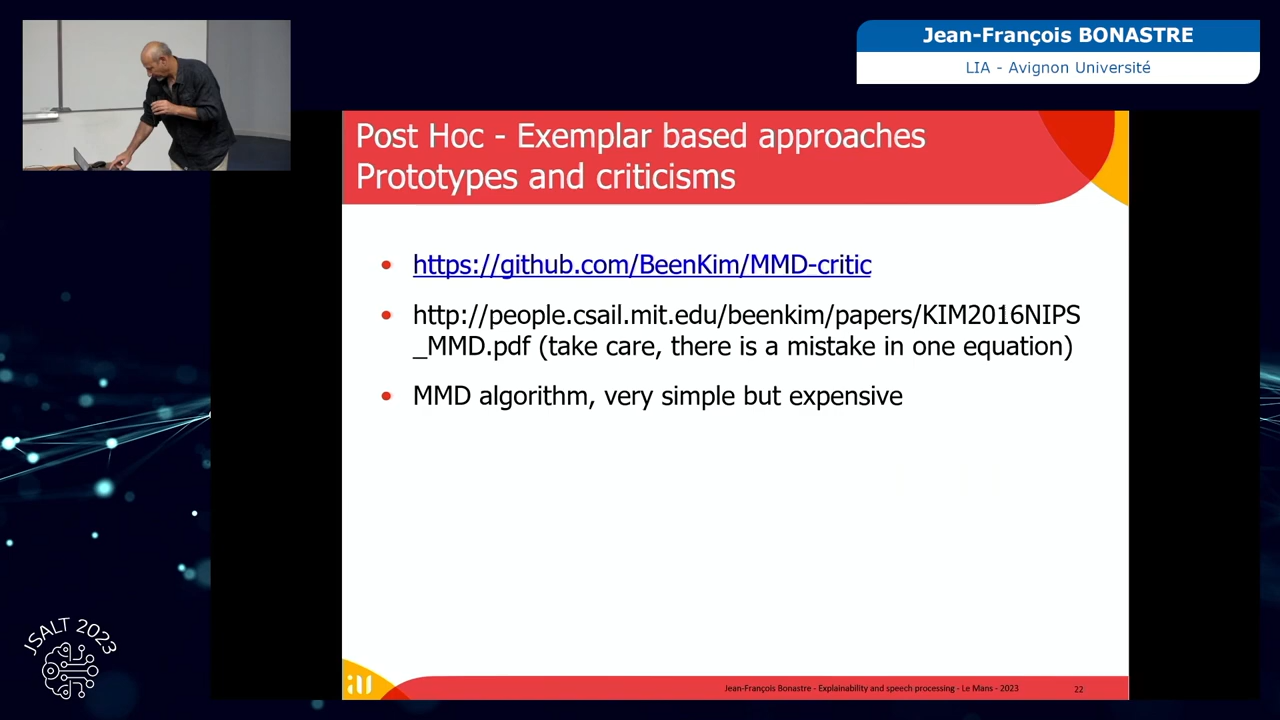 Jean-François BONASTRE
LIA - Avignon Université
Post Hoc - Exemplar based approaches
Prototypes and criticisms
• https://github.com/BeenKim/MMD-critic
• http://people.csail.mit.edu/beenkim/papers/KIM2016NIPS
_MMD.pdf (take care, there is a mistake in one equation)
• MMD algorithm, very simple but expensive
JSALT 2023
Jean-François Bonastre - Explainability and speech processing - Le Mans - 2023
22